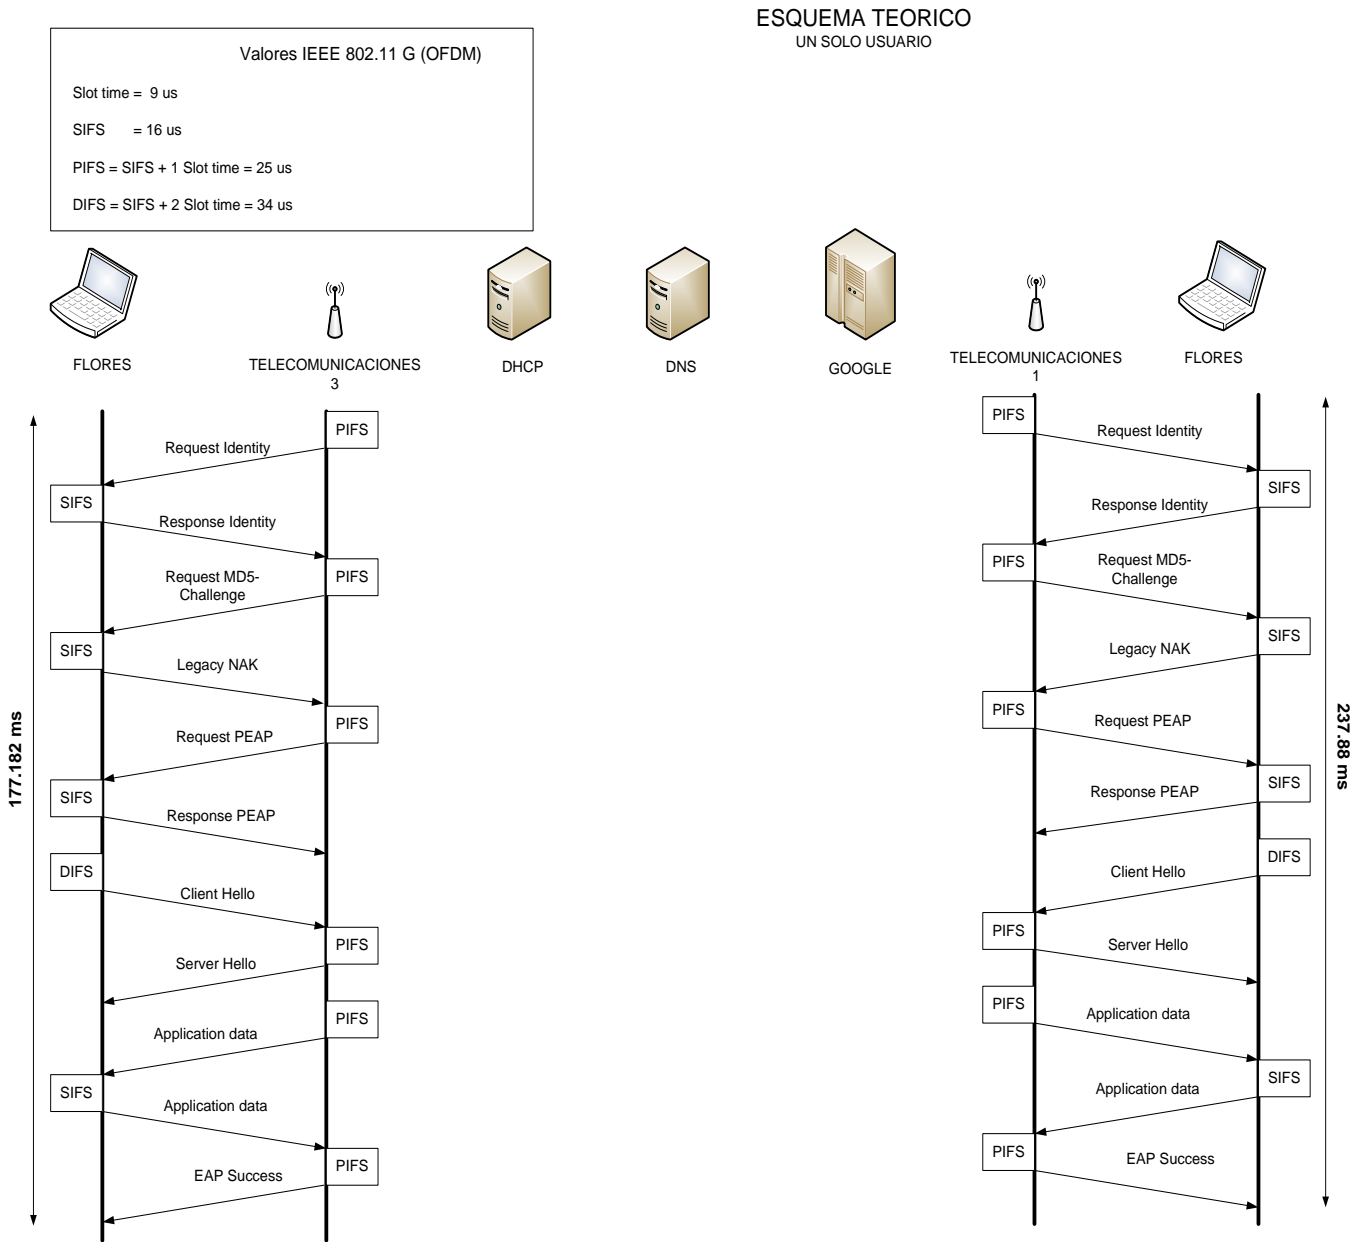 ESQUEMA TEORICO
UN SOLO USUARIO
Valores IEEE 802.11 G (OFDM)
Slot time = 9 us
SIFS = 16 us
PIFS = SIFS + 1 Slot time = 25 us
DIFS = SIFS + 2 Slot time = 34 us
FLORES
TELECOMUNICACIONES
3
DHCP
DNS
GOOGLE
TELECOMUNICACIONES
1
FLORES
177.182 ms
PIFS
Request Identity
SIFS
Response Identity
PIFS
Request MD5-
Challenge
SIFS
Legacy NAK
PIFS
Request PEAP
SIFS
Response PEAP
DIFS
Client Hello
PIFS
Server Hello
PIFS
Application data
SIFS
Application data
PIFS
EAP Success
PIFS
Request Identity
SIFS
Response Identity
PIFS
Request MD5-
Challenge
SIFS
Legacy NAK
PIFS
Request PEAP
SIFS
Response PEAP
DIFS
Client Hello
PIFS
Server Hello
PIFS
Application data
SIFS
Application data
PIFS
EAP Success
237.88 ms